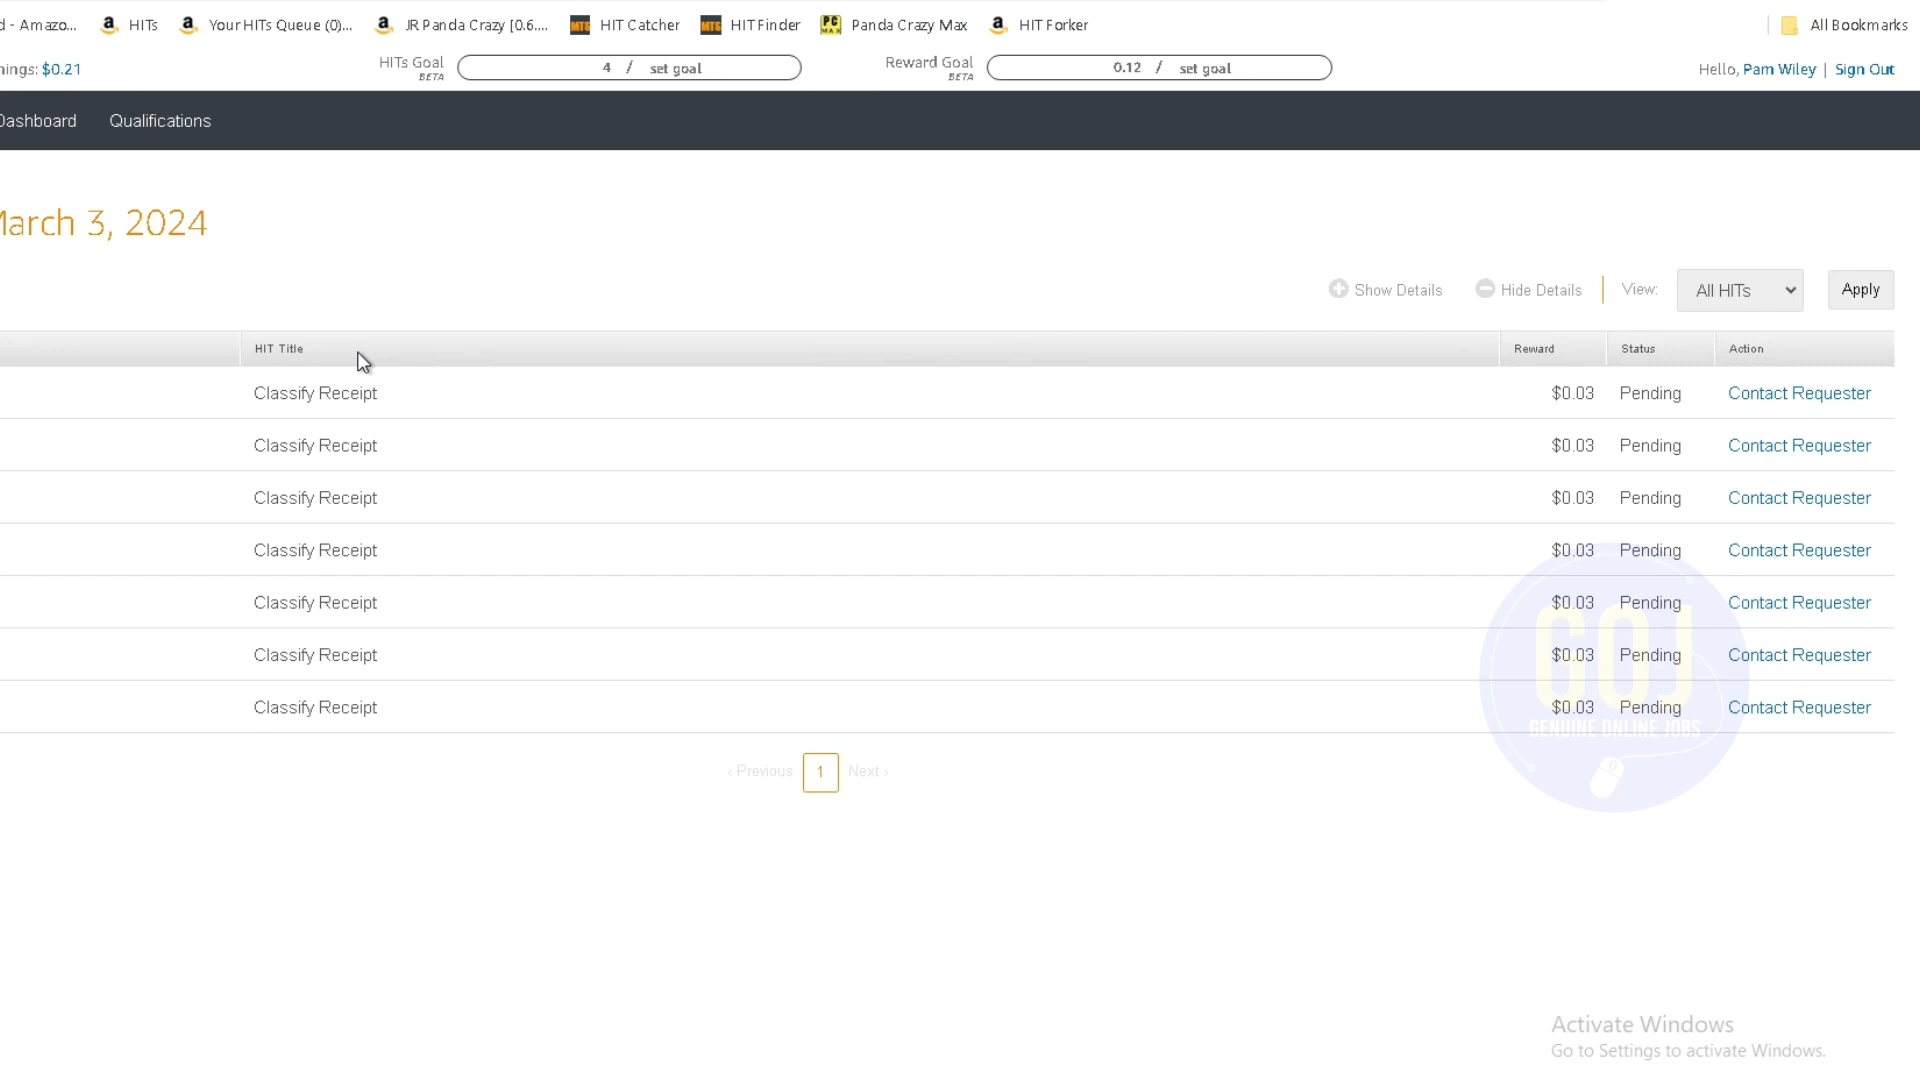 d - Amazo... HITs Your HITs Queue (0)... JR Panda Crazy [0.6.... HIT Catcher HIT Finder Panda Crazy Max HIT Forker All Bookmarks
nings: $0.21 HITs Goal BETA 4 / set goal Reward Goal BETA 0.12 / set goal Hello, Pam Wiley | Sign Out
Dashboard Qualifications
March 3, 2024
Show Details Hide Details View: All HITs Apply
HIT Title Reward Status Action
Classify Receipt $0.03 Pending Contact Requester
Classify Receipt $0.03 Pending Contact Requester
Classify Receipt $0.03 Pending Contact Requester
Classify Receipt $0.03 Pending Contact Requester
Classify Receipt $0.03 Pending Contact Requester
Classify Receipt $0.03 Pending Contact Requester
Classify Receipt $0.03 Pending Contact Requester
GOJ
GENUINE ONLINE JOBS
‹ Previous 1 Next ›
Activate Windows
Go to Settings to activate Windows.